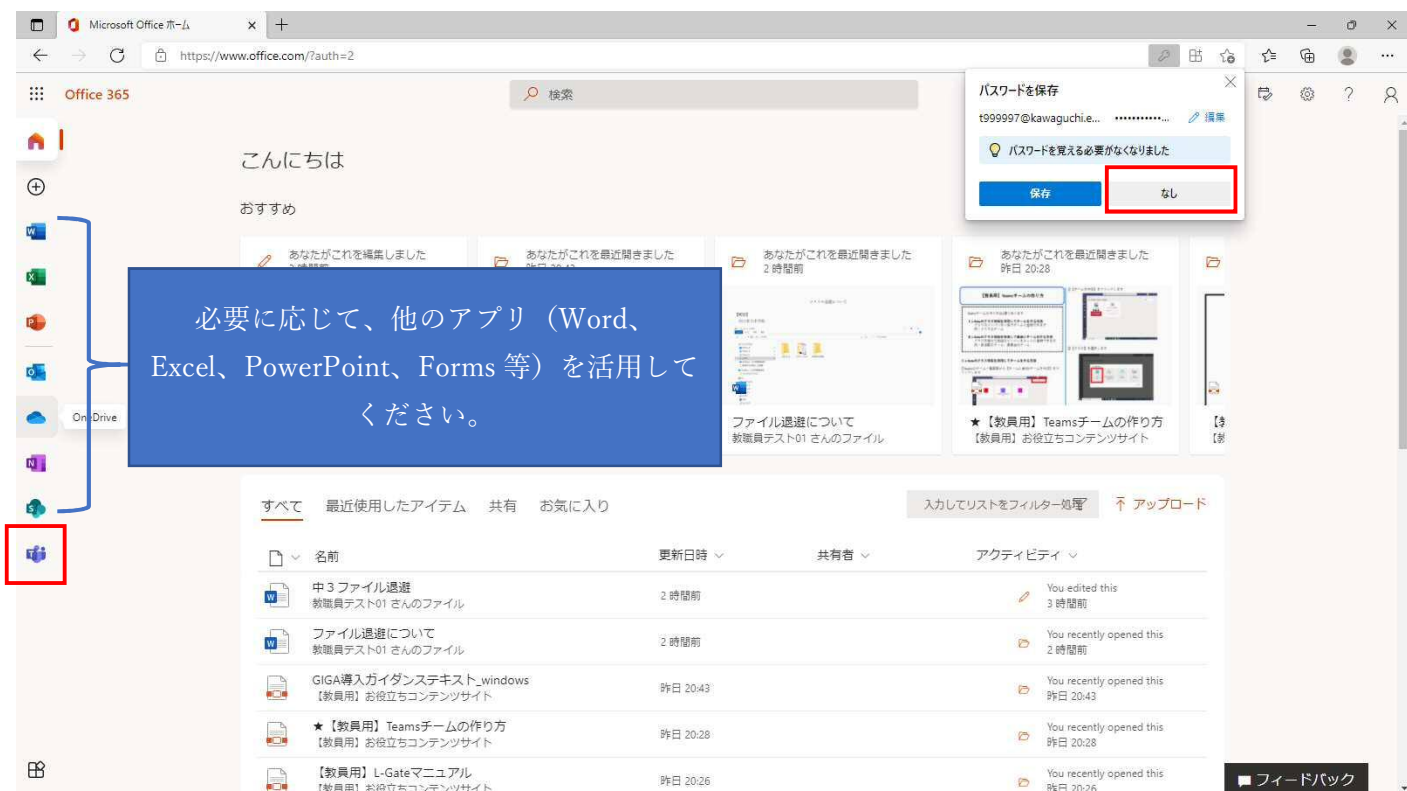 Microsoft Office ホーム
https://www.office.com/?auth=2
Office 365
検索
パスワードを保存
t999997@kawaguchi.e... ••••••••••••...
編集
パスワードを覚える必要がなくなりました
保存
なし
こんにちは
おすすめ
あなたがこれを編集しました
あなたがこれを最近開きました
あなたがこれを最近開きました
2 時間前
あなたがこれを最近開きました
昨日 20:28
必要に応じて、他のアプリ（Word、
Excel、PowerPoint、Forms 等）を活用して
ください。
OneDrive
ファイル退避について
教職員テスト01 さんのファイル
★【教員用】Teamsチームの作り方
【教員用】お役立ちコンテンツサイト
すべて
最近使用したアイテム
共有
お気に入り
入力してリストをフィルター処理
アップロード
名前
更新日時
共有者
アクティビティ
中３ファイル退避
教職員テスト01 さんのファイル
2 時間前
You edited this
3 時間前
ファイル退避について
教職員テスト01 さんのファイル
2 時間前
You recently opened this
2 時間前
GIGA導入ガイダンステキスト_windows
【教員用】お役立ちコンテンツサイト
昨日 20:43
You recently opened this
昨日 20:43
★【教員用】Teamsチームの作り方
【教員用】お役立ちコンテンツサイト
昨日 20:28
You recently opened this
昨日 20:28
【教員用】L-Gateマニュアル
【教員用】お役立ちコンテンツサイト
昨日 20:26
You recently opened this
昨日 20:26
フィードバック